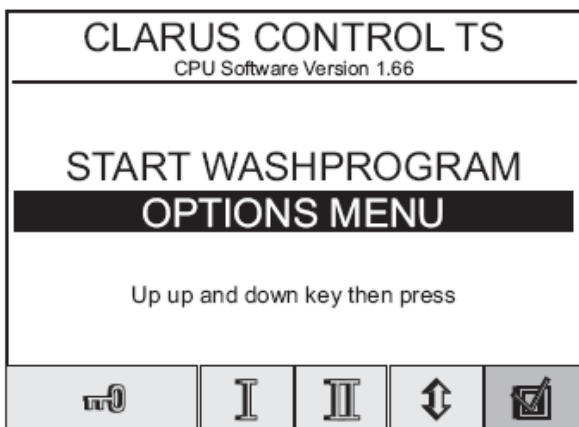 CLARUS CONTROL TS
CPU Software Version 1.66
START WASHPROGRAM
OPTIONS MENU
Up up and down key then press
I
II